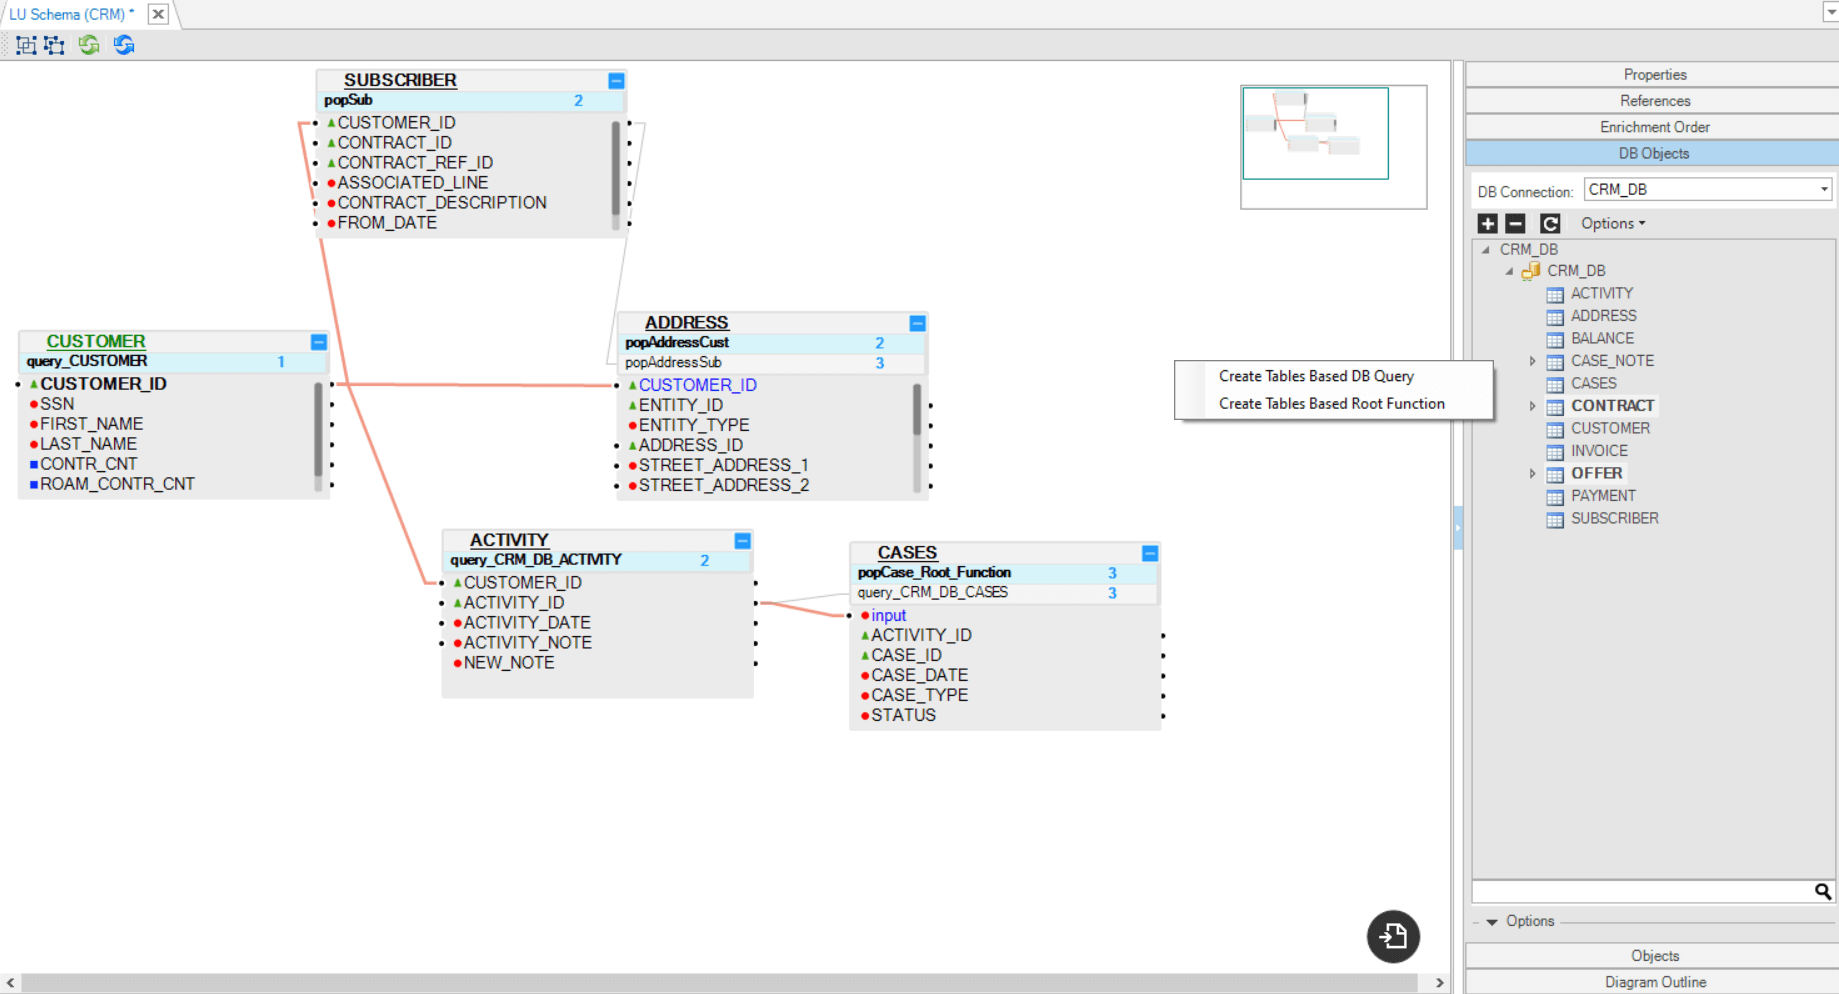 LU Schema (CRM) *
SUBSCRIBER
popSub 2
CUSTOMER_ID
CONTRACT_ID
CONTRACT_REF_ID
ASSOCIATED_LINE
CONTRACT_DESCRIPTION
FROM_DATE
CUSTOMER
query_CUSTOMER 1
CUSTOMER_ID
SSN
FIRST_NAME
LAST_NAME
CONTR_CNT
ROAM_CONTR_CNT
ADDRESS
popAddressCust 2
popAddressSub 3
CUSTOMER_ID
ENTITY_ID
ENTITY_TYPE
ADDRESS_ID
STREET_ADDRESS_1
STREET_ADDRESS_2
ACTIVITY
query_CRM_DB_ACTIVITY 2
CUSTOMER_ID
ACTIVITY_ID
ACTIVITY_DATE
ACTIVITY_NOTE
NEW_NOTE
CASES
popCase_Root_Function 3
query_CRM_DB_CASES 3
input
ACTIVITY_ID
CASE_ID
CASE_DATE
CASE_TYPE
STATUS
Create Tables Based DB Query
Create Tables Based Root Function
Properties
References
Enrichment Order
DB Objects
DB Connection: CRM_DB
Options
CRM_DB
CRM_DB
ACTIVITY
ADDRESS
BALANCE
CASE_NOTE
CASES
CONTRACT
CUSTOMER
INVOICE
OFFER
PAYMENT
SUBSCRIBER
Options
Objects
Diagram Outline